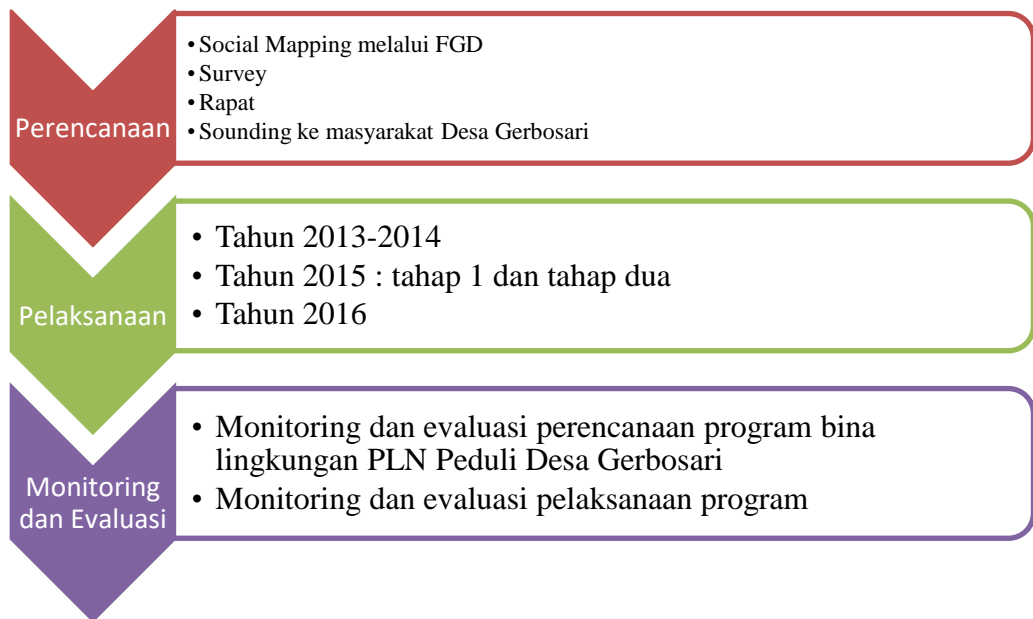 Perencanaan
• Social Mapping melalui FGD
• Survey
• Rapat
• Sounding ke masyarakat Desa Gerbosari
Pelaksanaan
• Tahun 2013-2014
• Tahun 2015 : tahap 1 dan tahap dua
• Tahun 2016
Monitoring
dan Evaluasi
• Monitoring dan evaluasi perencanaan program bina
lingkungan PLN Peduli Desa Gerbosari
• Monitoring dan evaluasi pelaksanaan program